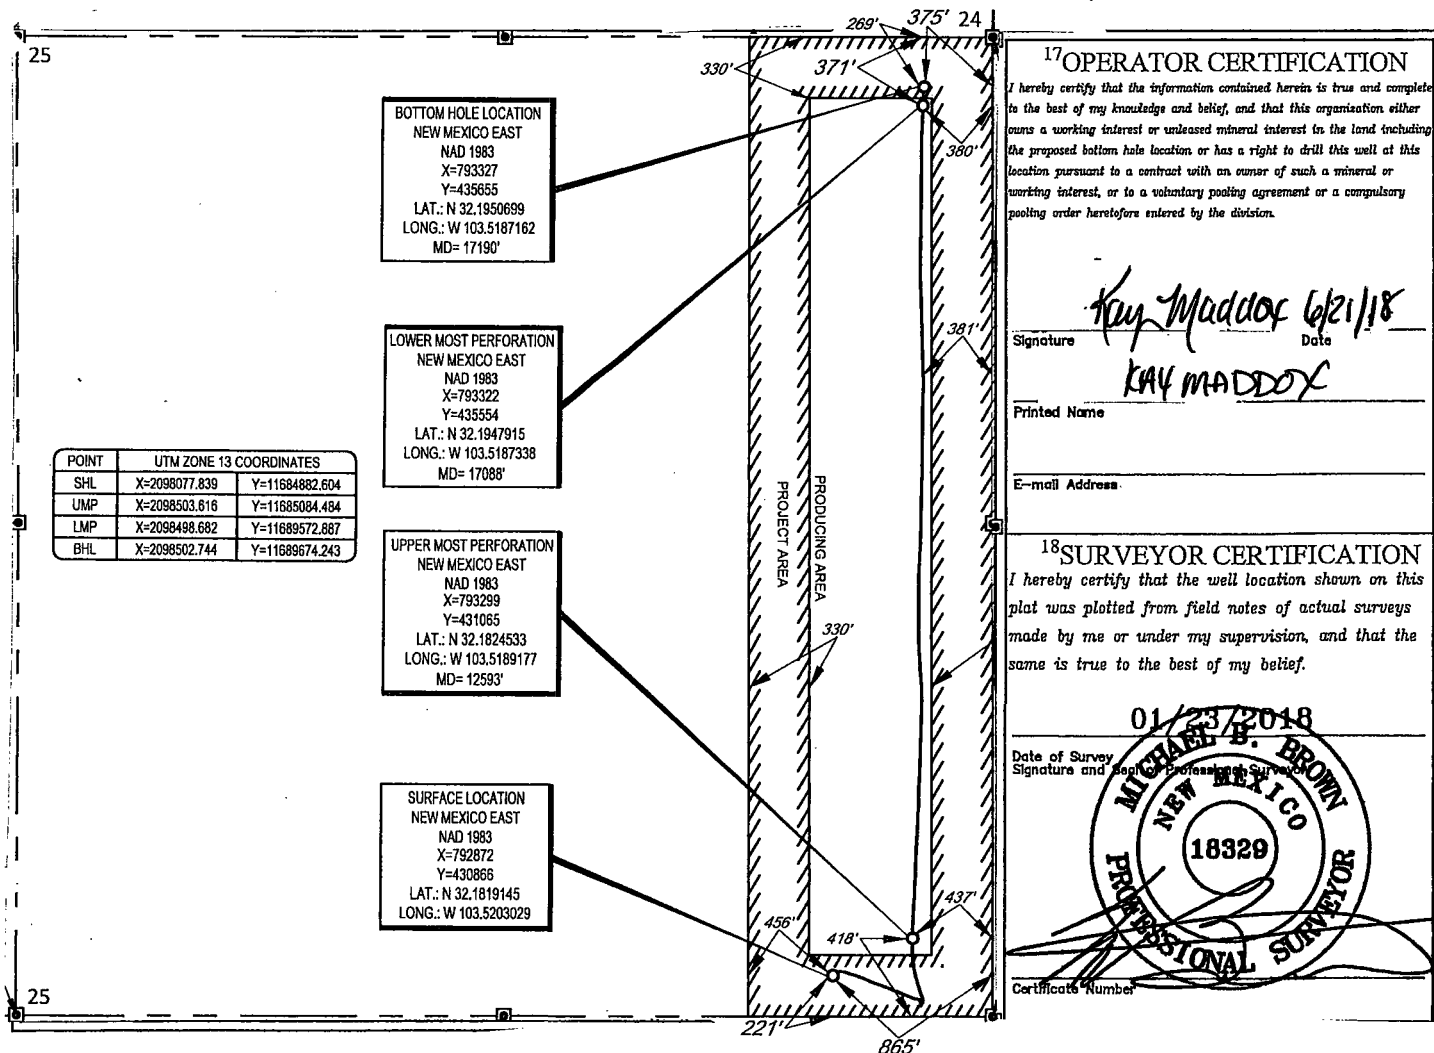 25
24
269'
375'
330'
371'
380'
381'
BOTTOM HOLE LOCATION
NEW MEXICO EAST
NAD 1983
X=793327
Y=435655
LAT.: N 32.1950699
LONG.: W 103.5187162
MD= 17190'
LOWER MOST PERFORATION
NEW MEXICO EAST
NAD 1983
X=793322
Y=435554
LAT.: N 32.1947915
LONG.: W 103.5187338
MD= 17088'
POINT UTM ZONE 13 COORDINATES
SHL X=2098077.839 Y=11684882.604
UMP X=2098503.616 Y=11685084.484
LMP X=2098498.682 Y=11689572.887
BHL X=2098502.744 Y=11689674.243
UPPER MOST PERFORATION
NEW MEXICO EAST
NAD 1983
X=793299
Y=431065
LAT.: N 32.1824533
LONG.: W 103.5189177
MD= 12593'
SURFACE LOCATION
NEW MEXICO EAST
NAD 1983
X=792872
Y=430866
LAT.: N 32.1819145
LONG.: W 103.5203029
PROJECT AREA
PRODUCING AREA
330'
456'
418'
437'
221'
865'
25
17 OPERATOR CERTIFICATION
I hereby certify that the information contained herein is true and complete
to the best of my knowledge and belief, and that this organization either
owns a working interest or unleased mineral interest in the land including
the proposed bottom hole location or has a right to drill this well at this
location pursuant to a contract with an owner of such a mineral or
working interest, or to a voluntary pooling agreement or a compulsory
pooling order heretofore entered by the division.
Kay Maddox 6/21/18
Signature Date
KAY MADDOX
Printed Name
E-mail Address
18 SURVEYOR CERTIFICATION
I hereby certify that the well location shown on this
plat was plotted from field notes of actual surveys
made by me or under my supervision, and that the
same is true to the best of my belief.
01/23/2018
Date of Survey
Signature and Seal of Professional Surveyor
MICHAEL B. BROWN
NEW MEXICO
18329
PROFESSIONAL SURVEYOR
Certificate Number